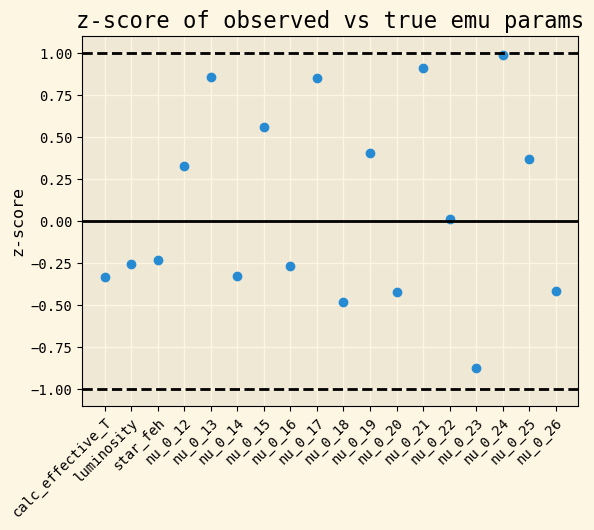 z-score of observed vs true emu params
z-score
1.00
0.75
0.50
0.25
0.00
−0.25
−0.50
−0.75
−1.00
calc_effective_T
luminosity
star_feh
nu_0_12
nu_0_13
nu_0_14
nu_0_15
nu_0_16
nu_0_17
nu_0_18
nu_0_19
nu_0_20
nu_0_21
nu_0_22
nu_0_23
nu_0_24
nu_0_25
nu_0_26